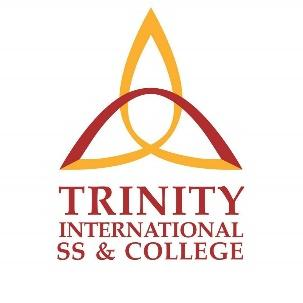 TRINITY
INTERNATIONAL
SS & COLLEGE